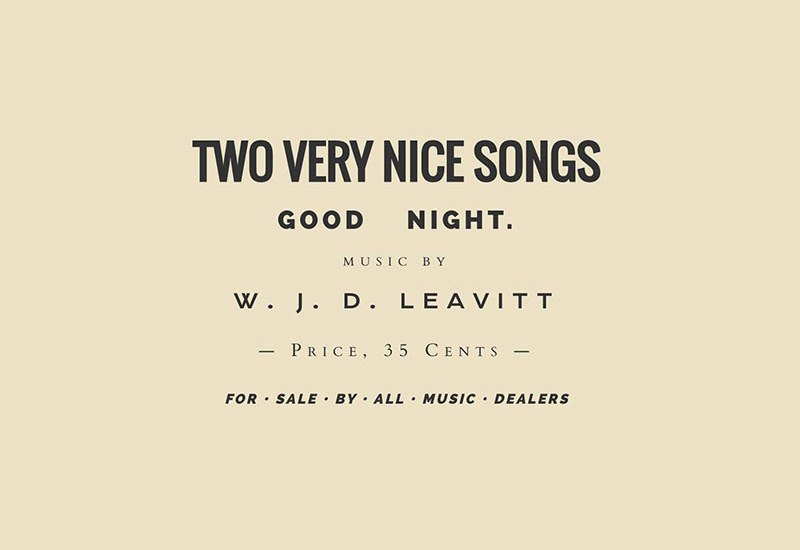 TWO VERY NICE SONGS
GOOD NIGHT.
MUSIC BY
W. J. D. LEAVITT
— PRICE, 35 CENTS —
FOR · SALE · BY · ALL · MUSIC · DEALERS